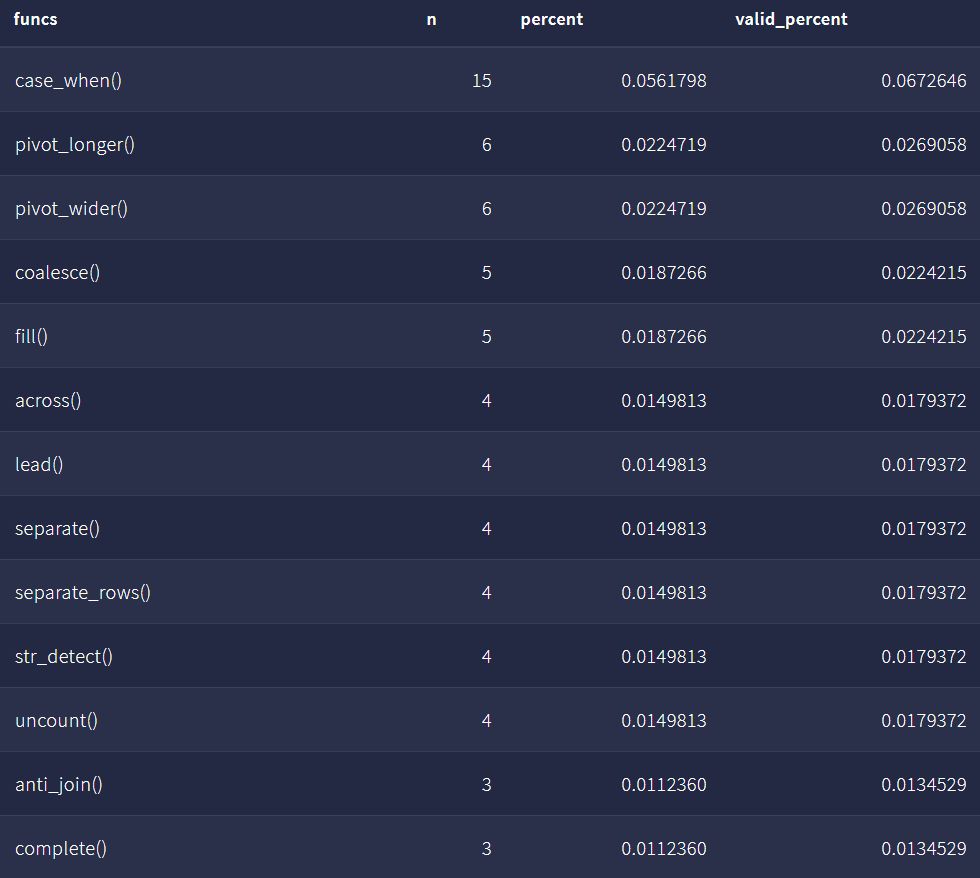 funcs n percent valid_percent
case_when() 15 0.0561798 0.0672646
pivot_longer() 6 0.0224719 0.0269058
pivot_wider() 6 0.0224719 0.0269058
coalesce() 5 0.0187266 0.0224215
fill() 5 0.0187266 0.0224215
across() 4 0.0149813 0.0179372
lead() 4 0.0149813 0.0179372
separate() 4 0.0149813 0.0179372
separate_rows() 4 0.0149813 0.0179372
str_detect() 4 0.0149813 0.0179372
uncount() 4 0.0149813 0.0179372
anti_join() 3 0.0112360 0.0134529
complete() 3 0.0112360 0.0134529